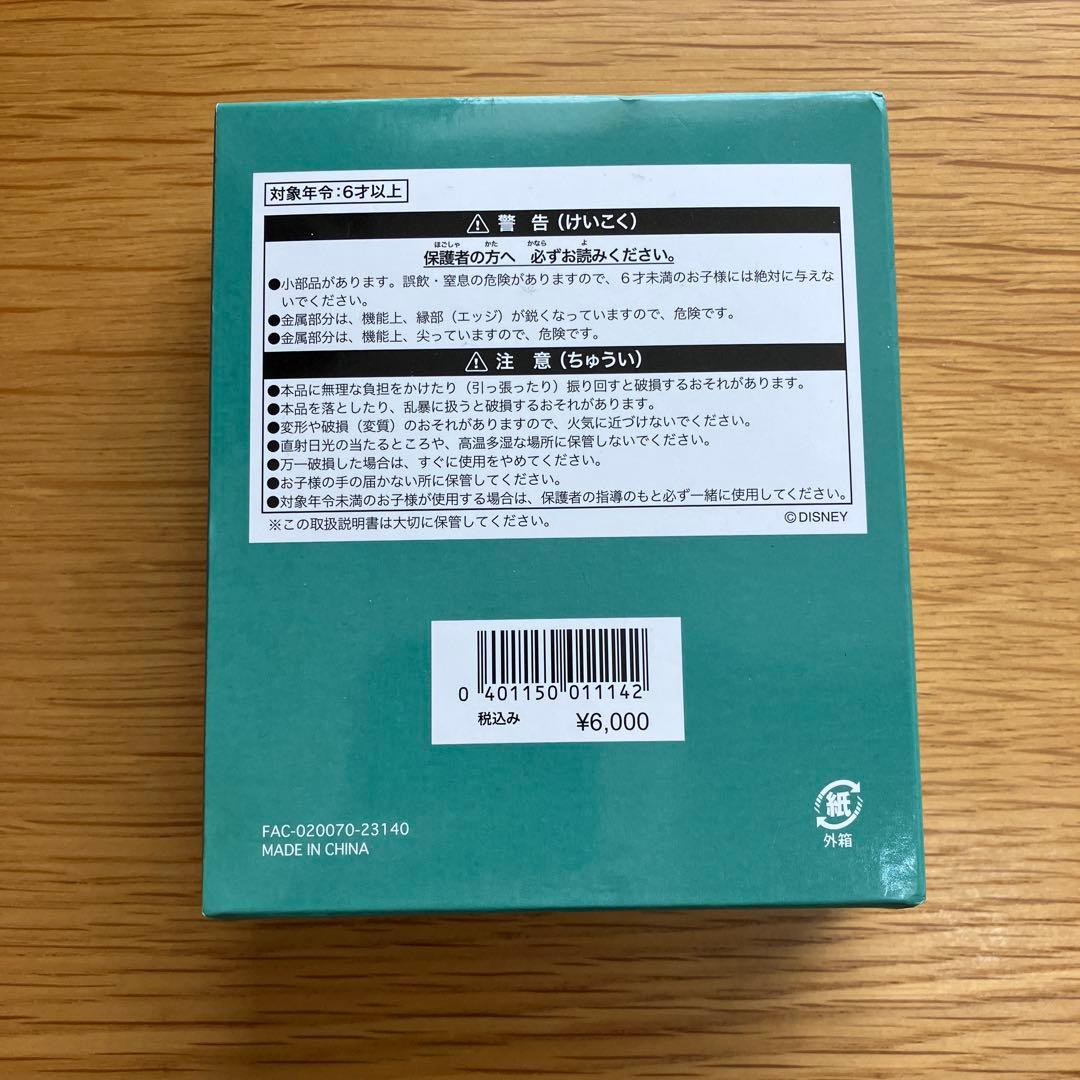 対象年令:6才以上
⚠警 告(けいこく)
ほごしゃ かた かなら よ
保護者の方へ 必ずお読みください。
●小部品があります。誤飲・窒息の危険がありますので、6才未満のお子様には絶対に与えな
いでください。
●金属部分は、機能上、縁部(エッジ)が鋭くなっていますので、危険です。
●金属部分は、機能上、尖っていますので、危険です。
⚠注 意(ちゅうい)
●本品に無理な負担をかけたり(引っ張ったり)振り回すと破損するおそれがあります。
●本品を落としたり、乱暴に扱うと破損するおそれがあります。
●変形や破損(変質)のおそれがありますので、火気に近づけないでください。
●直射日光の当たるところや、高温多湿な場所に保管しないでください。
●万一破損した場合は、すぐに使用をやめてください。
●お子様の手の届かない所に保管してください。
●対象年令未満のお子様が使用する場合は、保護者の指導のもと必ず一緒に使用してください。
※この取扱説明書は大切に保管してください。
©DISNEY
0 401150 011142
税込み ¥6,000
紙
外箱
FAC-020070-23140
MADE IN CHINA